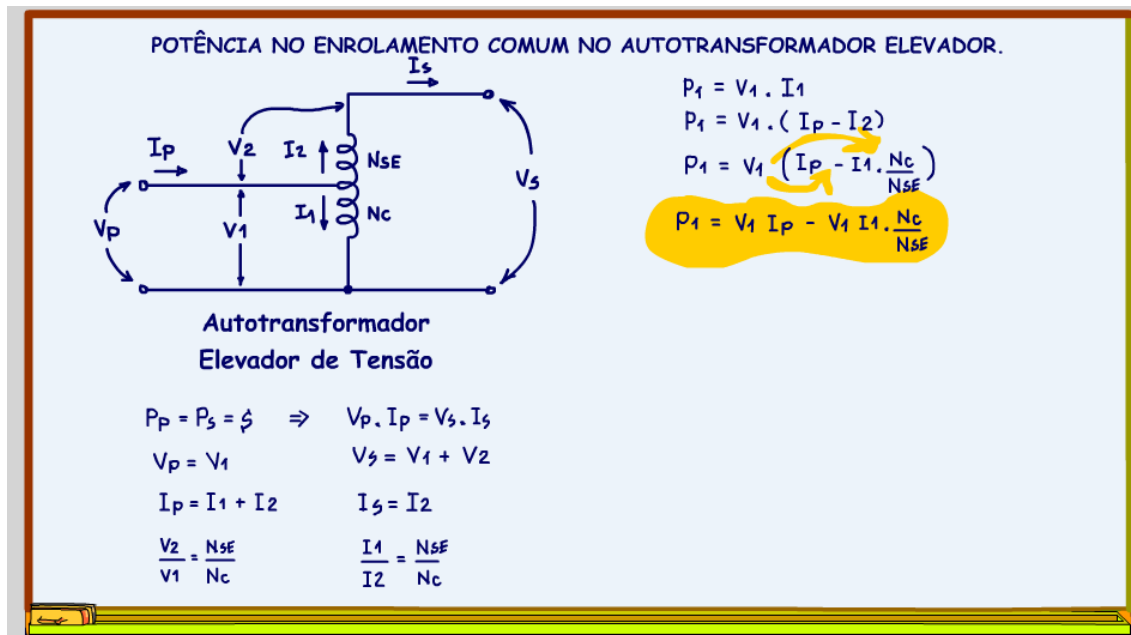 POTÊNCIA NO ENROLAMENTO COMUM NO AUTOTRANSFORMADOR ELEVADOR.
Is
Ip
V2
I2
NSE
Vs
Vp
V1
I1
Nc
Autotransformador
Elevador de Tensão
Pp = Ps = $ ⇒ Vp . Ip = Vs . Is
Vp = V1
Vs = V1 + V2
Ip = I1 + I2
Is = I2
V2/V1 = NSE/Nc
I1/I2 = NSE/Nc
P1 = V1 . I1
P1 = V1 . ( Ip - I2)
P1 = V1 (Ip - I1 . Nc/NSE)
P1 = V1 Ip - V1 I1 . Nc/NSE